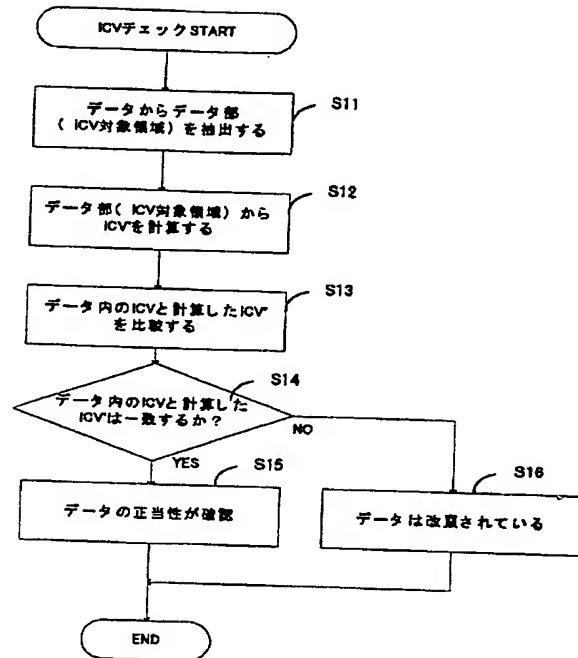 ICVチェックSTART
データからデータ部
(ICV対象領域)を抽出する
S11
データ部(ICV対象領域)から
ICV'を計算する
S12
データ内のICVと計算したICV'
を比較する
S13
データ内のICVと計算した
ICV'は一致するか?
S14
NO
YES
データの正当性が確認
S15
データは改竄されている
S16
END